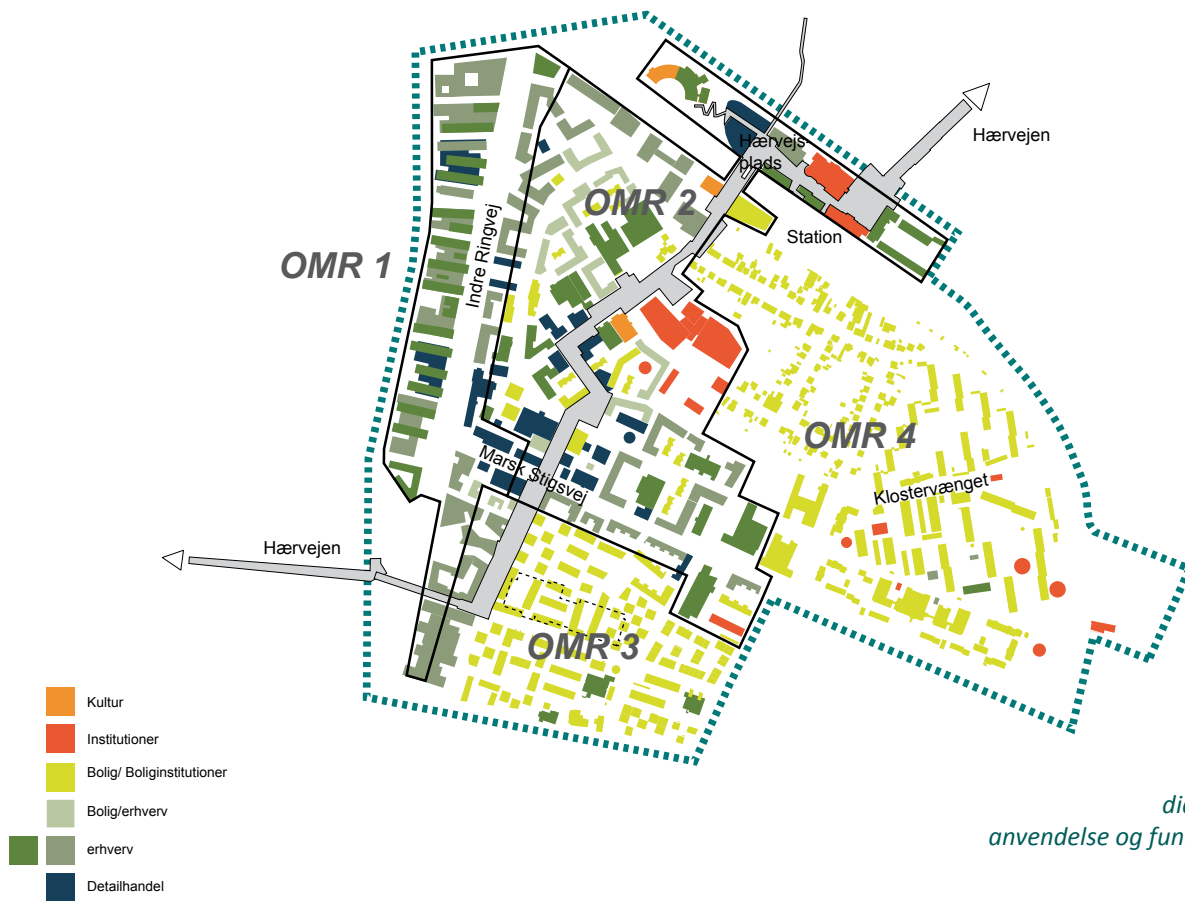 Hærvejen
Hærvejs-
plads
OMR 2
Station
OMR 1
Indre Ringvej
OMR 4
Marsk Stigsvej
Klostervænget
Hærvejen
OMR 3
Kultur
Institutioner
Bolig/ Boliginstitutioner
Bolig/erhverv
erhverv
Detailhandel
anvendelse og